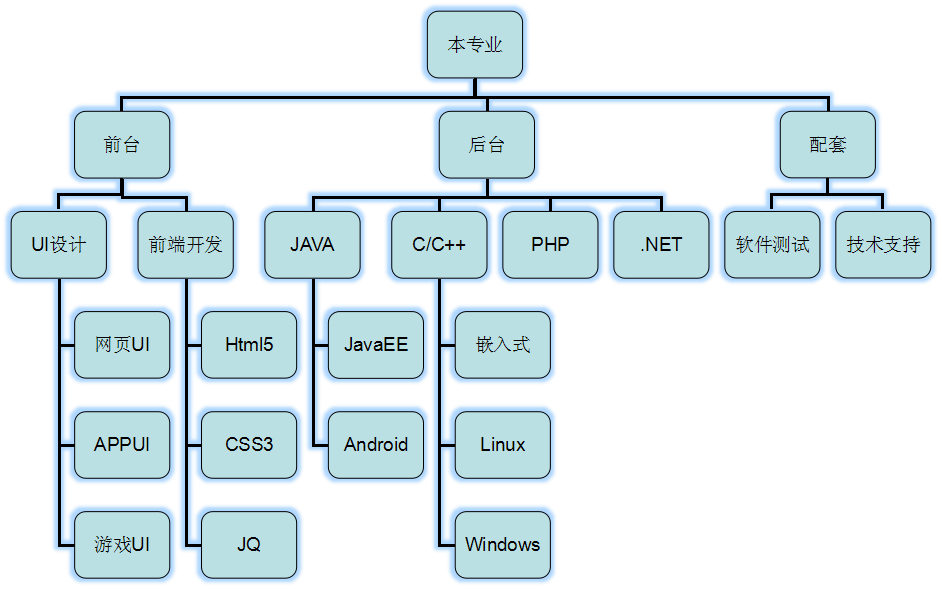 本专业
前台
后台
配套
UI设计
前端开发
JAVA
C/C++
PHP
.NET
软件测试
技术支持
网页UI
Html5
JavaEE
嵌入式
APPUI
CSS3
Android
Linux
游戏UI
JQ
Windows